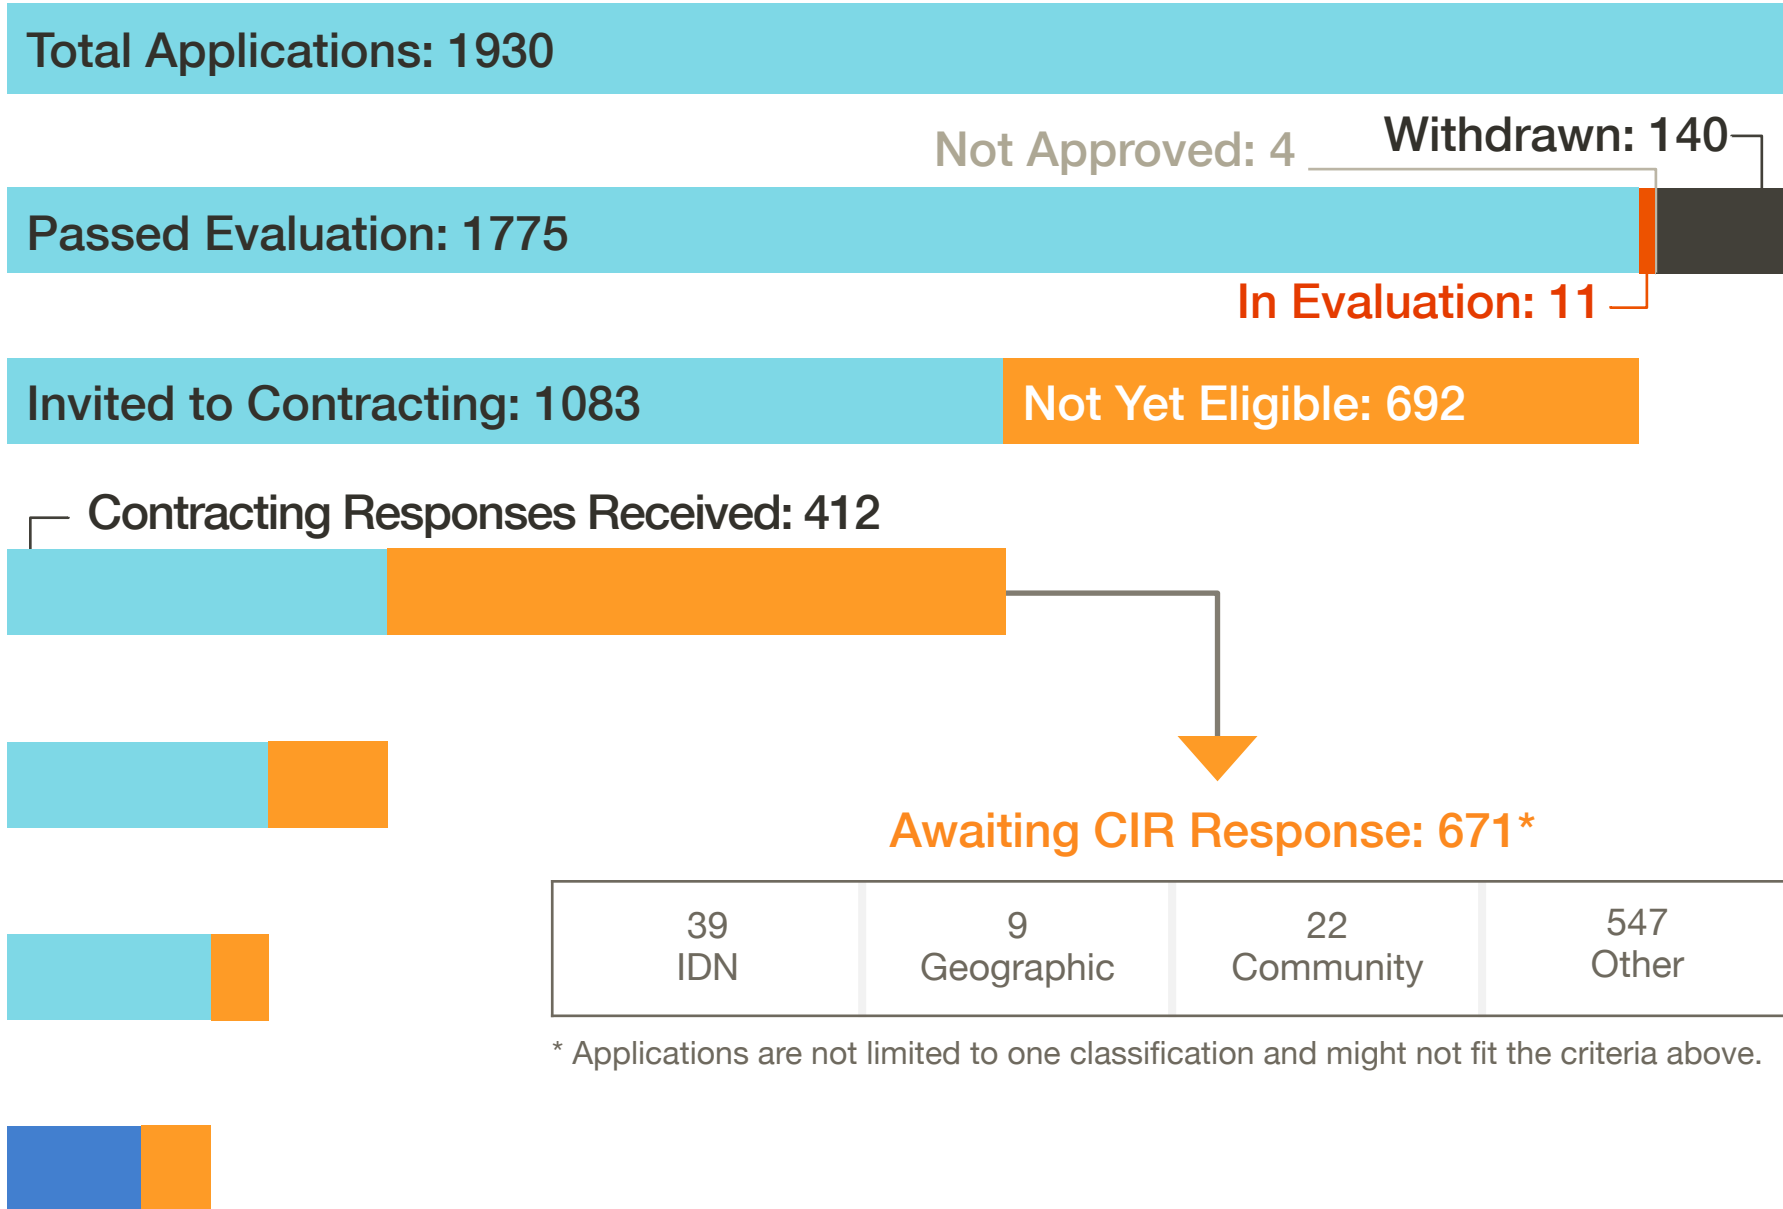 Total Applications: 1930
Not Approved: 4
Withdrawn: 140
Passed Evaluation: 1775
In Evaluation: 11
Invited to Contracting: 1083
Not Yet Eligible: 692
Contracting Responses Received: 412
Awaiting CIR Response: 671*
39
IDN
9
Geographic
22
Community
547
Other
* Applications are not limited to one classification and might not fit the criteria above.